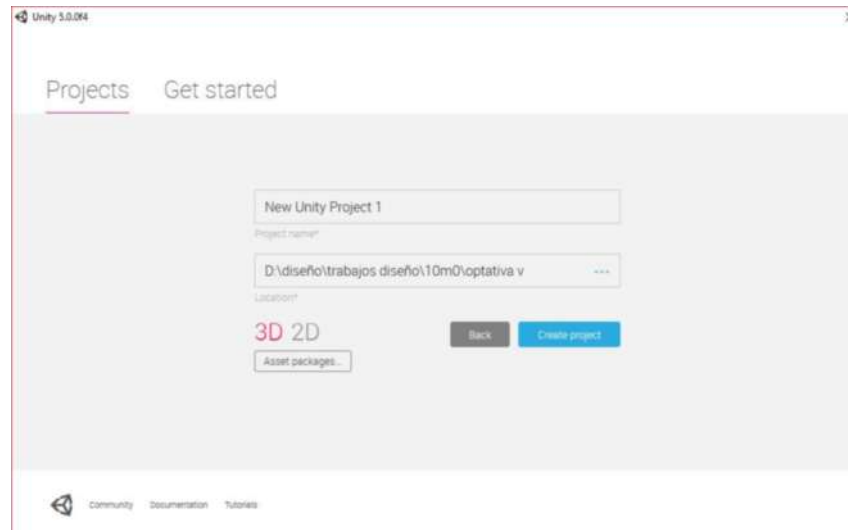 Unity 5.0.0f4
Projects Get started
New Unity Project 1
Project name*
D:\diseño\trabajos diseño\10m0\optativa v ...
Location*
3D 2D Back Create project
Asset packages...
Community Documentation Tutorials